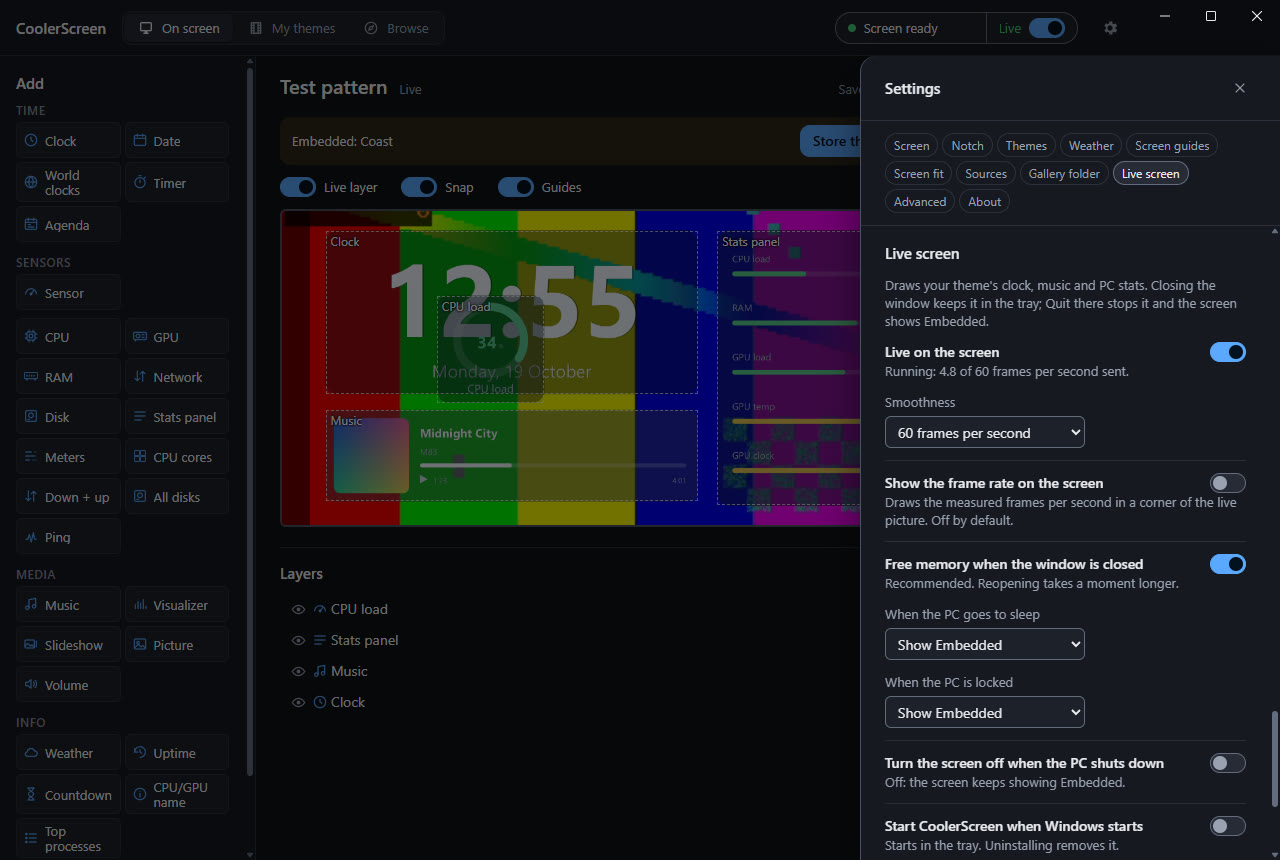 CoolerScreen
On screen
My themes
Browse
Screen ready
Live
Add
TIME
Clock
Date
World clocks
Timer
Agenda
SENSORS
Sensor
CPU
GPU
RAM
Network
Disk
Stats panel
Meters
CPU cores
Down + up
All disks
Ping
MEDIA
Music
Visualizer
Slideshow
Picture
Volume
INFO
Weather
Uptime
Countdown
CPU/GPU name
Top processes
Test pattern
Live
Embedded: Coast
Store
Live layer
Snap
Guides
Clock
12:55
Monday, 19 October
CPU load
34
CPU load
Music
Midnight City
M83
4:01
Stats panel
CPU load
RAM
GPU load
GPU temp
GPU clock
Layers
CPU load
Stats panel
Music
Clock
Settings
Screen
Notch
Themes
Weather
Screen guides
Screen fit
Sources
Gallery folder
Live screen
Advanced
About
Live screen
Draws your theme's clock, music and PC stats. Closing the
window keeps it in the tray; Quit there stops it and the screen
shows Embedded.
Live on the screen
Running: 4.8 of 60 frames per second sent.
Smoothness
60 frames per second
Show the frame rate on the screen
Draws the measured frames per second in a corner of the live
picture. Off by default.
Free memory when the window is closed
Recommended. Reopening takes a moment longer.
When the PC goes to sleep
Show Embedded
When the PC is locked
Show Embedded
Turn the screen off when the PC shuts down
Off: the screen keeps showing Embedded.
Start CoolerScreen when Windows starts
Starts in the tray. Uninstalling removes it.